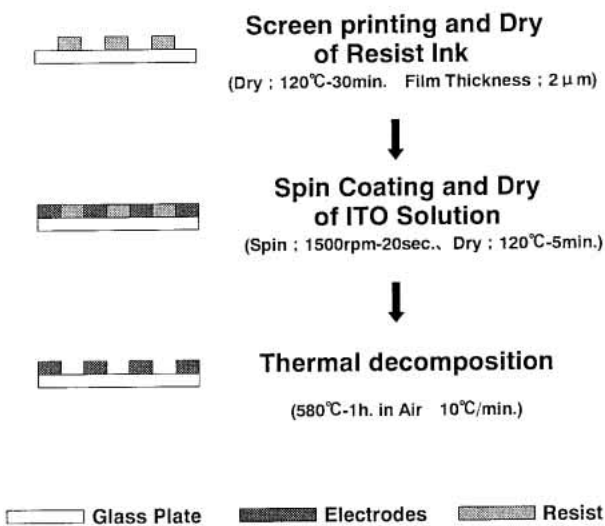 Screen printing and Dry
of Resist Ink
(Dry ; 120℃-30min. Film Thickness ; 2μm)
Spin Coating and Dry
of ITO Solution
(Spin ; 1500rpm-20sec.、Dry ; 120℃-5min.)
Thermal decomposition
(580℃-1h. in Air 10℃/min.)
Glass Plate Electrodes Resist